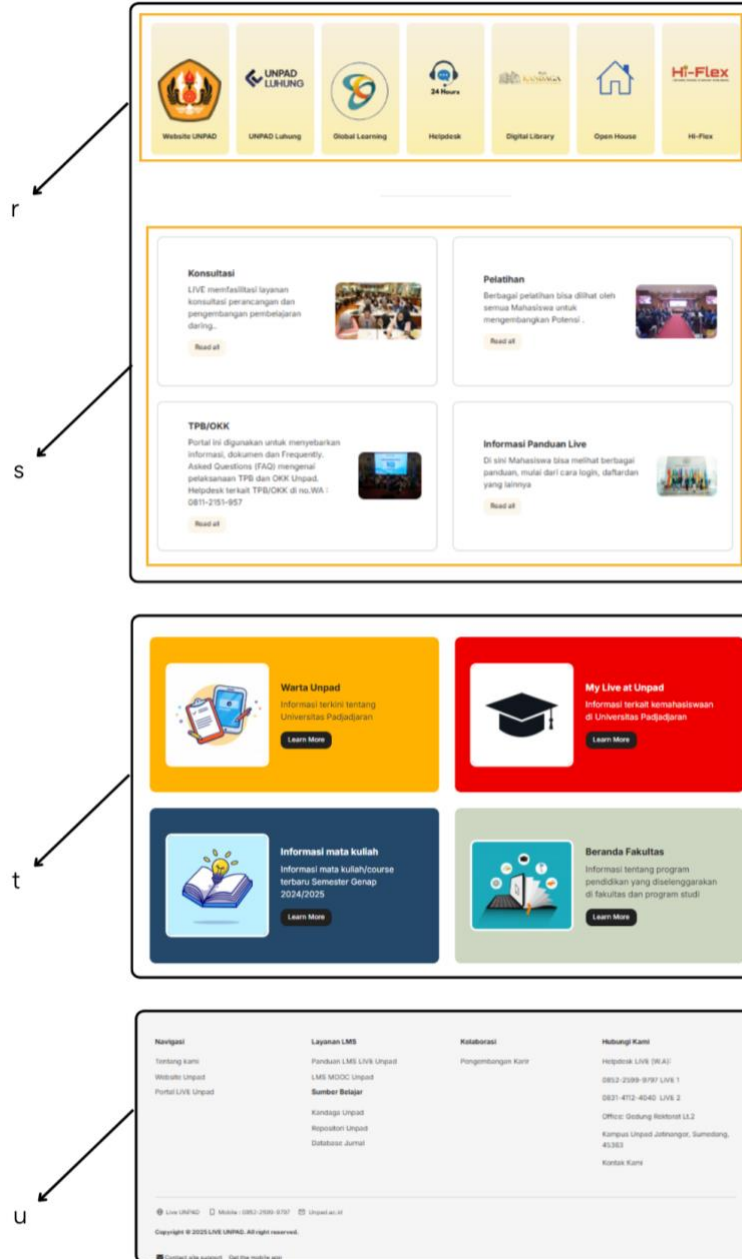 UNPAD
LUHUNG
24 Hours
KANDAGA
Hi-Flex
Website UNPAD
UNPAD Luhung
Global Learning
Helpdesk
Digital Library
Open House
Hi-Flex
r
Konsultasi
LIVE memfasilitasi layanan
konsultasi perancangan dan
pengembangan pembelajaran
daring..
Read all
Pelatihan
Berbagai pelatihan bisa dilihat oleh
semua Mahasiswa untuk
mengembangkan Potensi .
Read all
s
TPB/OKK
Portal ini digunakan untuk menyebarkan
informasi, dokumen dan Frequently.
Asked Questions (FAQ) mengenai
pelaksanaan TPB dan OKK Unpad.
Helpdesk terkait TPB/OKK di no.WA :
0811-2151-957
Read all
Informasi Panduan Live
Di sini Mahasiswa bisa melihat berbagai
panduan, mulai dari cara login, daftardan
yang lainnya
Read all
Warta Unpad
Informasi terkini tentang
Universitas Padjadjaran
Learn More
My Live at Unpad
Informasi terkait kemahasiswaan
di Universitas Padjadjaran
Learn More
t
Informasi mata kuliah
Informasi mata kuliah/course
terbaru Semester Genap
2024/2025
Learn More
Beranda Fakultas
Informasi tentang program
pendidikan yang diselenggarakan
di fakultas dan program studi
Learn More
Navigasi
Tentang kami
Website Unpad
Portal LiVE Unpad
Layanan LMS
Panduan LMS LIVE Unpad
LMS MOOC Unpad
Sumber Belajar
Kandaga Unpad
Repositori Unpad
Database Jurnal
Kolaborasi
Pengembangan Karir
Hubungi Kami
Helpdesk LIVE (W.A):
0852-2599-9797 LIVE 1
0831-4112-4040 LIVE 2
Office: Gedung Rektorat Lt.2
Kampus Unpad Jatinangor, Sumedang,
45363
Kontak Kami
u
Live UNPAD
Mobile : 0852-2599-9797
Unpad.ac.id
Copyright © 2025 LIVE UNPAD. All right reserved.
Contact site support
Get the mobile app